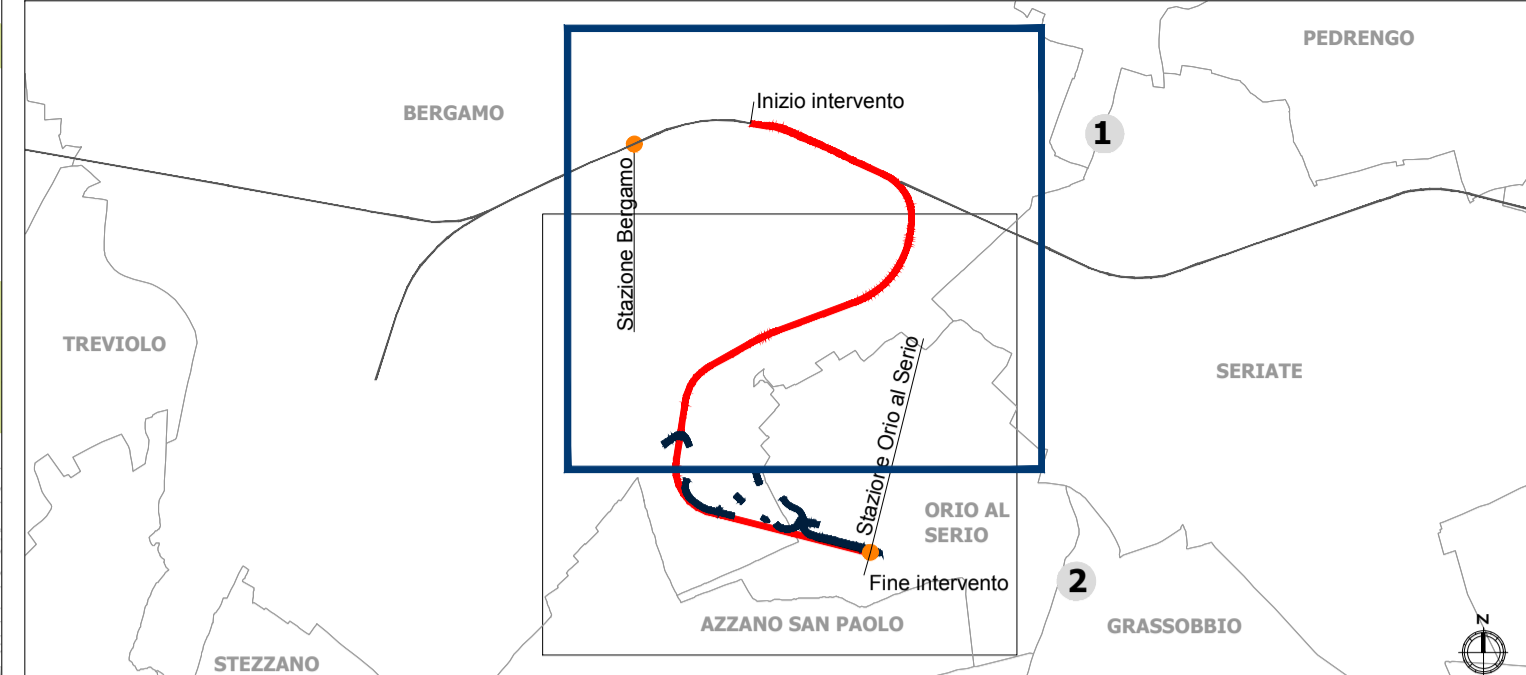 PEDRENGO
Inizio intervento
BERGAMO
1
Stazione Bergamo
TREVIOLO
SERIATE
Stazione Orio al Serio
ORIO AL
SERIO
2
Fine intervento
AZZANO SAN PAOLO
GRASSOBBIO
N
STEZZANO